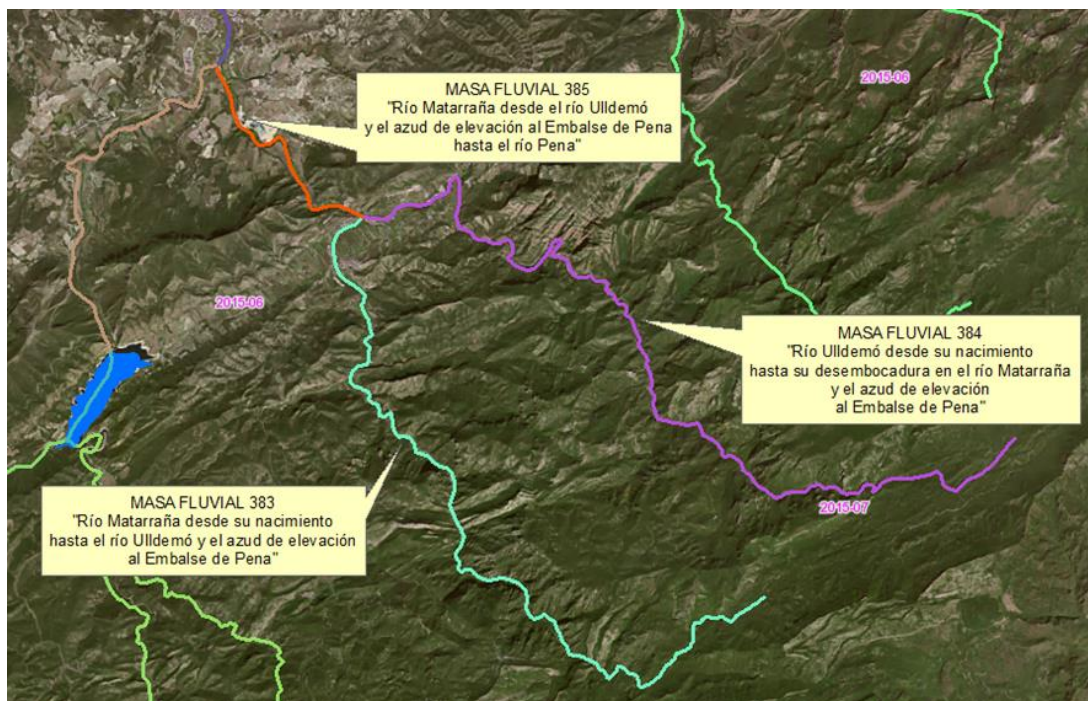 2015-06
MASA FLUVIAL 385
"Río Matarraña desde el río Ulldemó
y el azud de elevación al Embalse de Pena
hasta el río Pena"
2015-06
MASA FLUVIAL 384
"Río Ulldemó desde su nacimiento
hasta su desembocadura en el río Matarraña
y el azud de elevación
al Embalse de Pena"
MASA FLUVIAL 383
"Río Matarraña desde su nacimiento
hasta el río Ulldemó y el azud de elevación
al Embalse de Pena"
2015-07